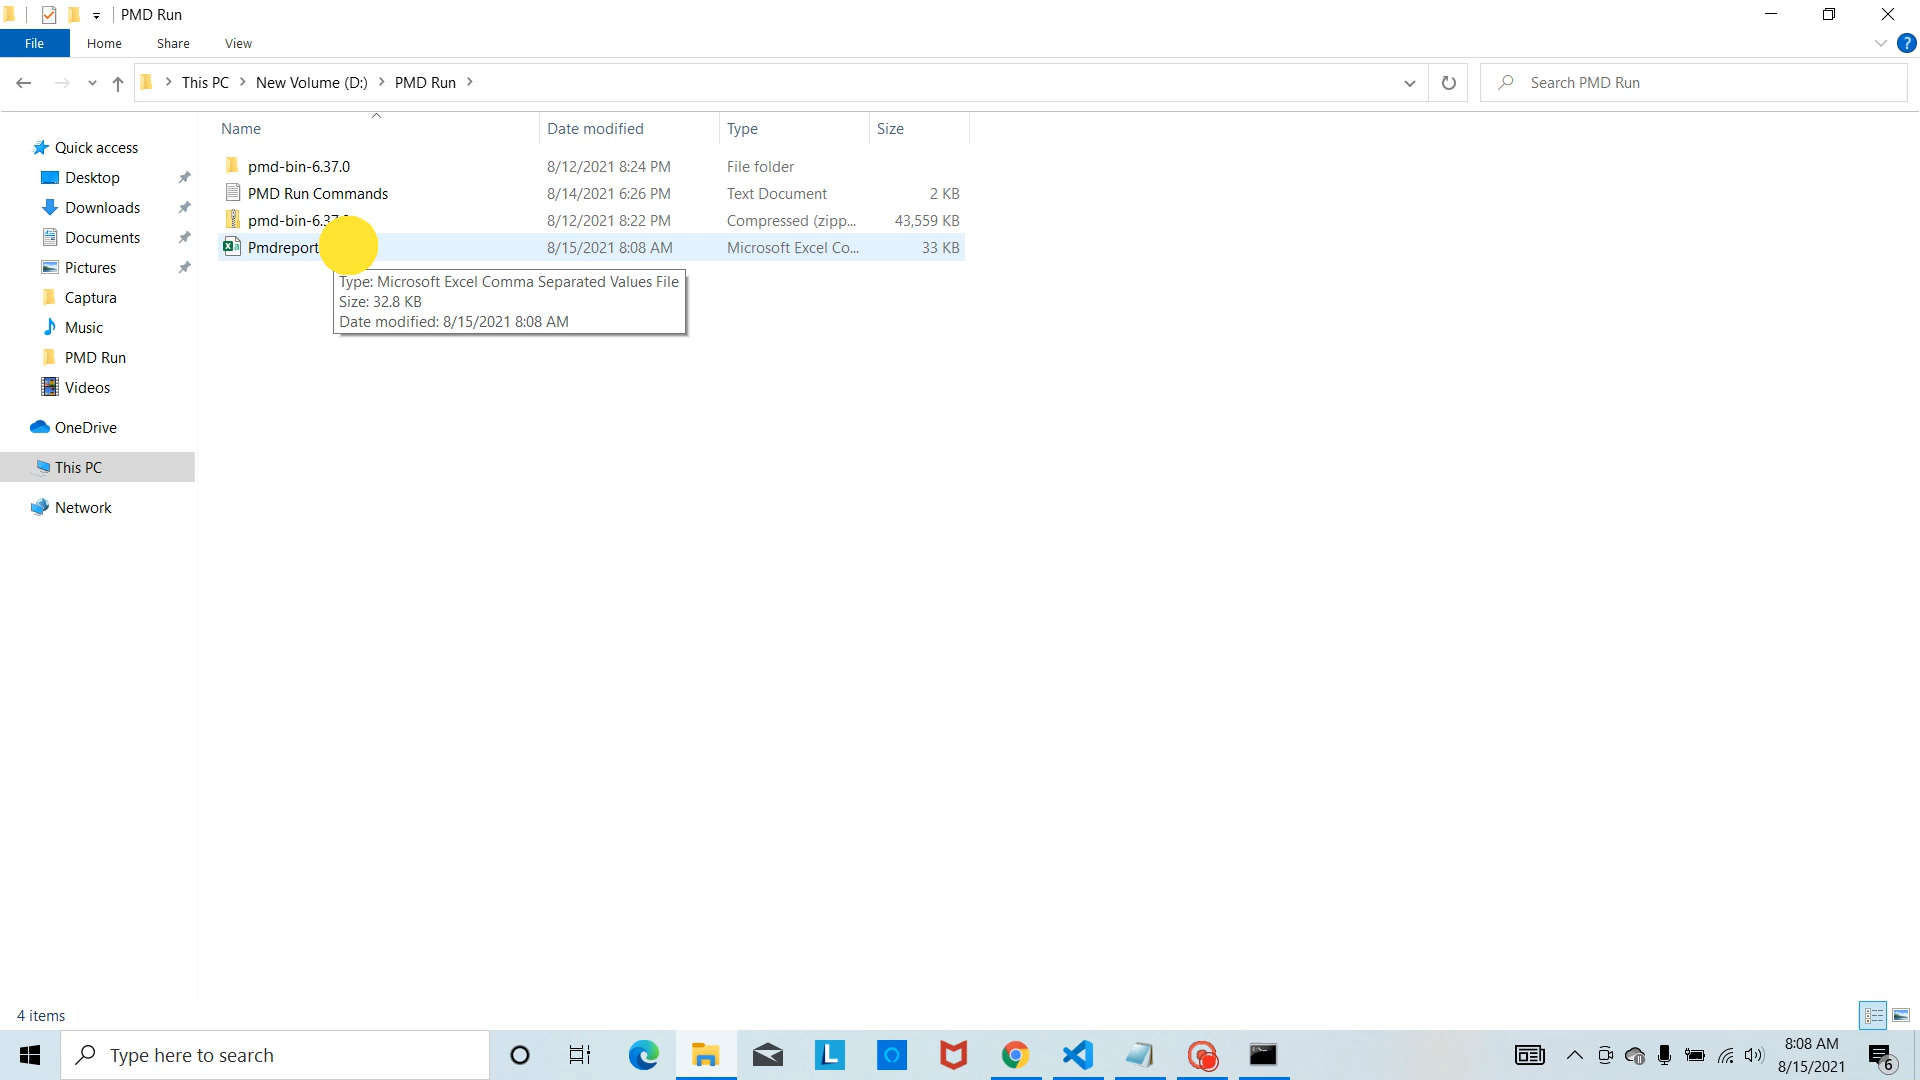 PMD Run
File Home Share View
This PC New Volume (D:) PMD Run
Search PMD Run
Name Date modified Type Size
pmd-bin-6.37.0 8/12/2021 8:24 PM File folder
PMD Run Commands 8/14/2021 6:26 PM Text Document 2 KB
pmd-bin-6.37 8/12/2021 8:22 PM Compressed (zipp... 43,559 KB
Pmdreport 8/15/2021 8:08 AM Microsoft Excel Co... 33 KB
Type: Microsoft Excel Comma Separated Values File
Size: 32.8 KB
Date modified: 8/15/2021 8:08 AM
Quick access
Desktop
Downloads
Documents
Pictures
Captura
Music
PMD Run
Videos
OneDrive
This PC
Network
4 items
Type here to search
8:08 AM
8/15/2021
6